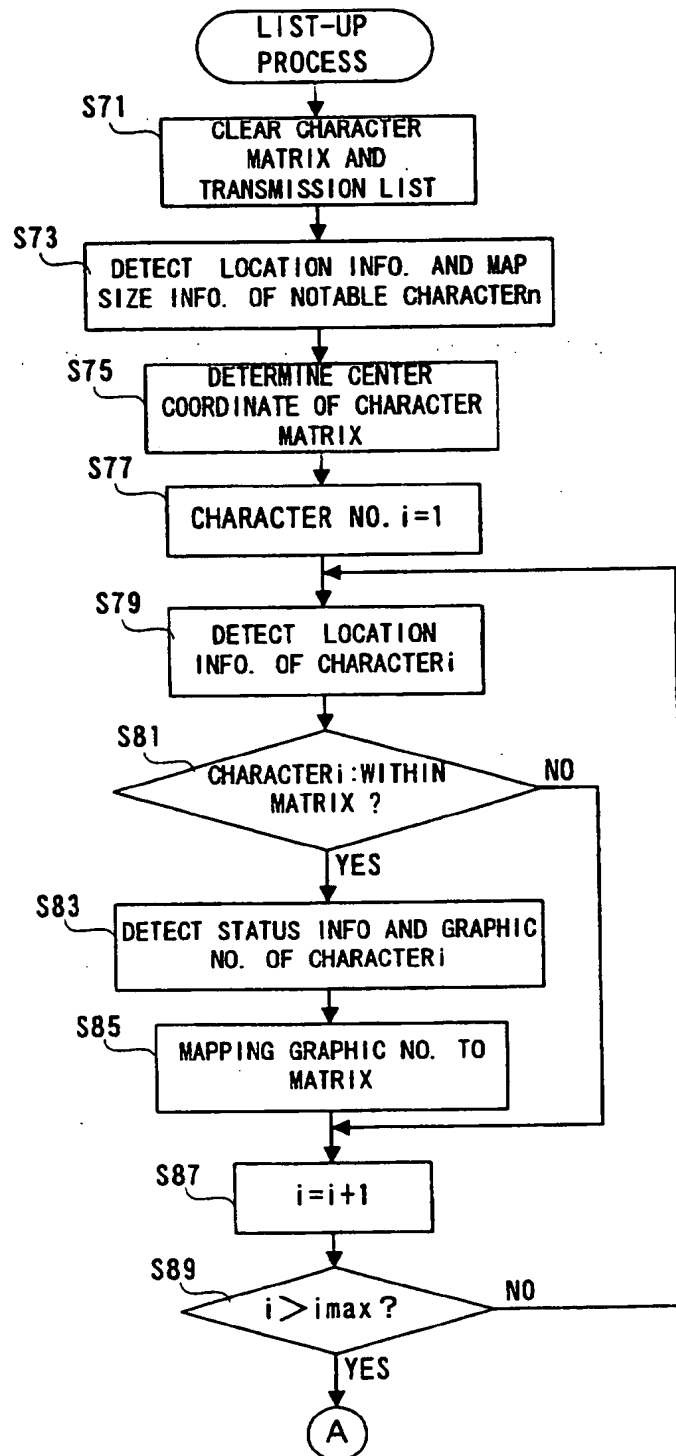 LIST-UP
PROCESS
S71
CLEAR CHARACTER
MATRIX AND
TRANSMISSION LIST
S73
DETECT LOCATION INFO. AND MAP
SIZE INFO. OF NOTABLE CHARACTERn
S75
DETERMINE CENTER
COORDINATE OF CHARACTER
MATRIX
S77
CHARACTER NO. i=1
S79
DETECT LOCATION
INFO. OF CHARACTERi
S81
CHARACTERi:WITHIN
MATRIX ?
NO
YES
S83
DETECT STATUS INFO AND GRAPHIC
NO. OF CHARACTERi
S85
MAPPING GRAPHIC NO. TO
MATRIX
S87
i=i+1
S89
i>imax?
NO
YES
A